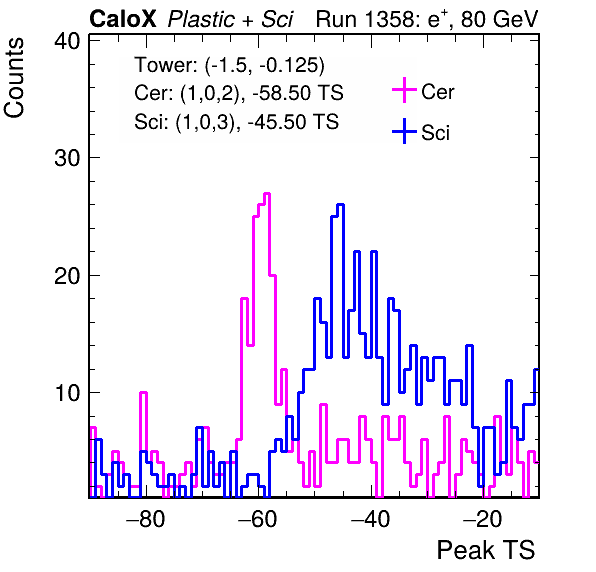 CaloX Plastic + Sci Run 1358: e⁺, 80 GeV
Counts
Tower: (-1.5, -0.125)
Cer: (1,0,2), -58.50 TS
Sci: (1,0,3), -45.50 TS
Cer
Sci
40
30
20
10
−80 −60 −40 −20
Peak TS